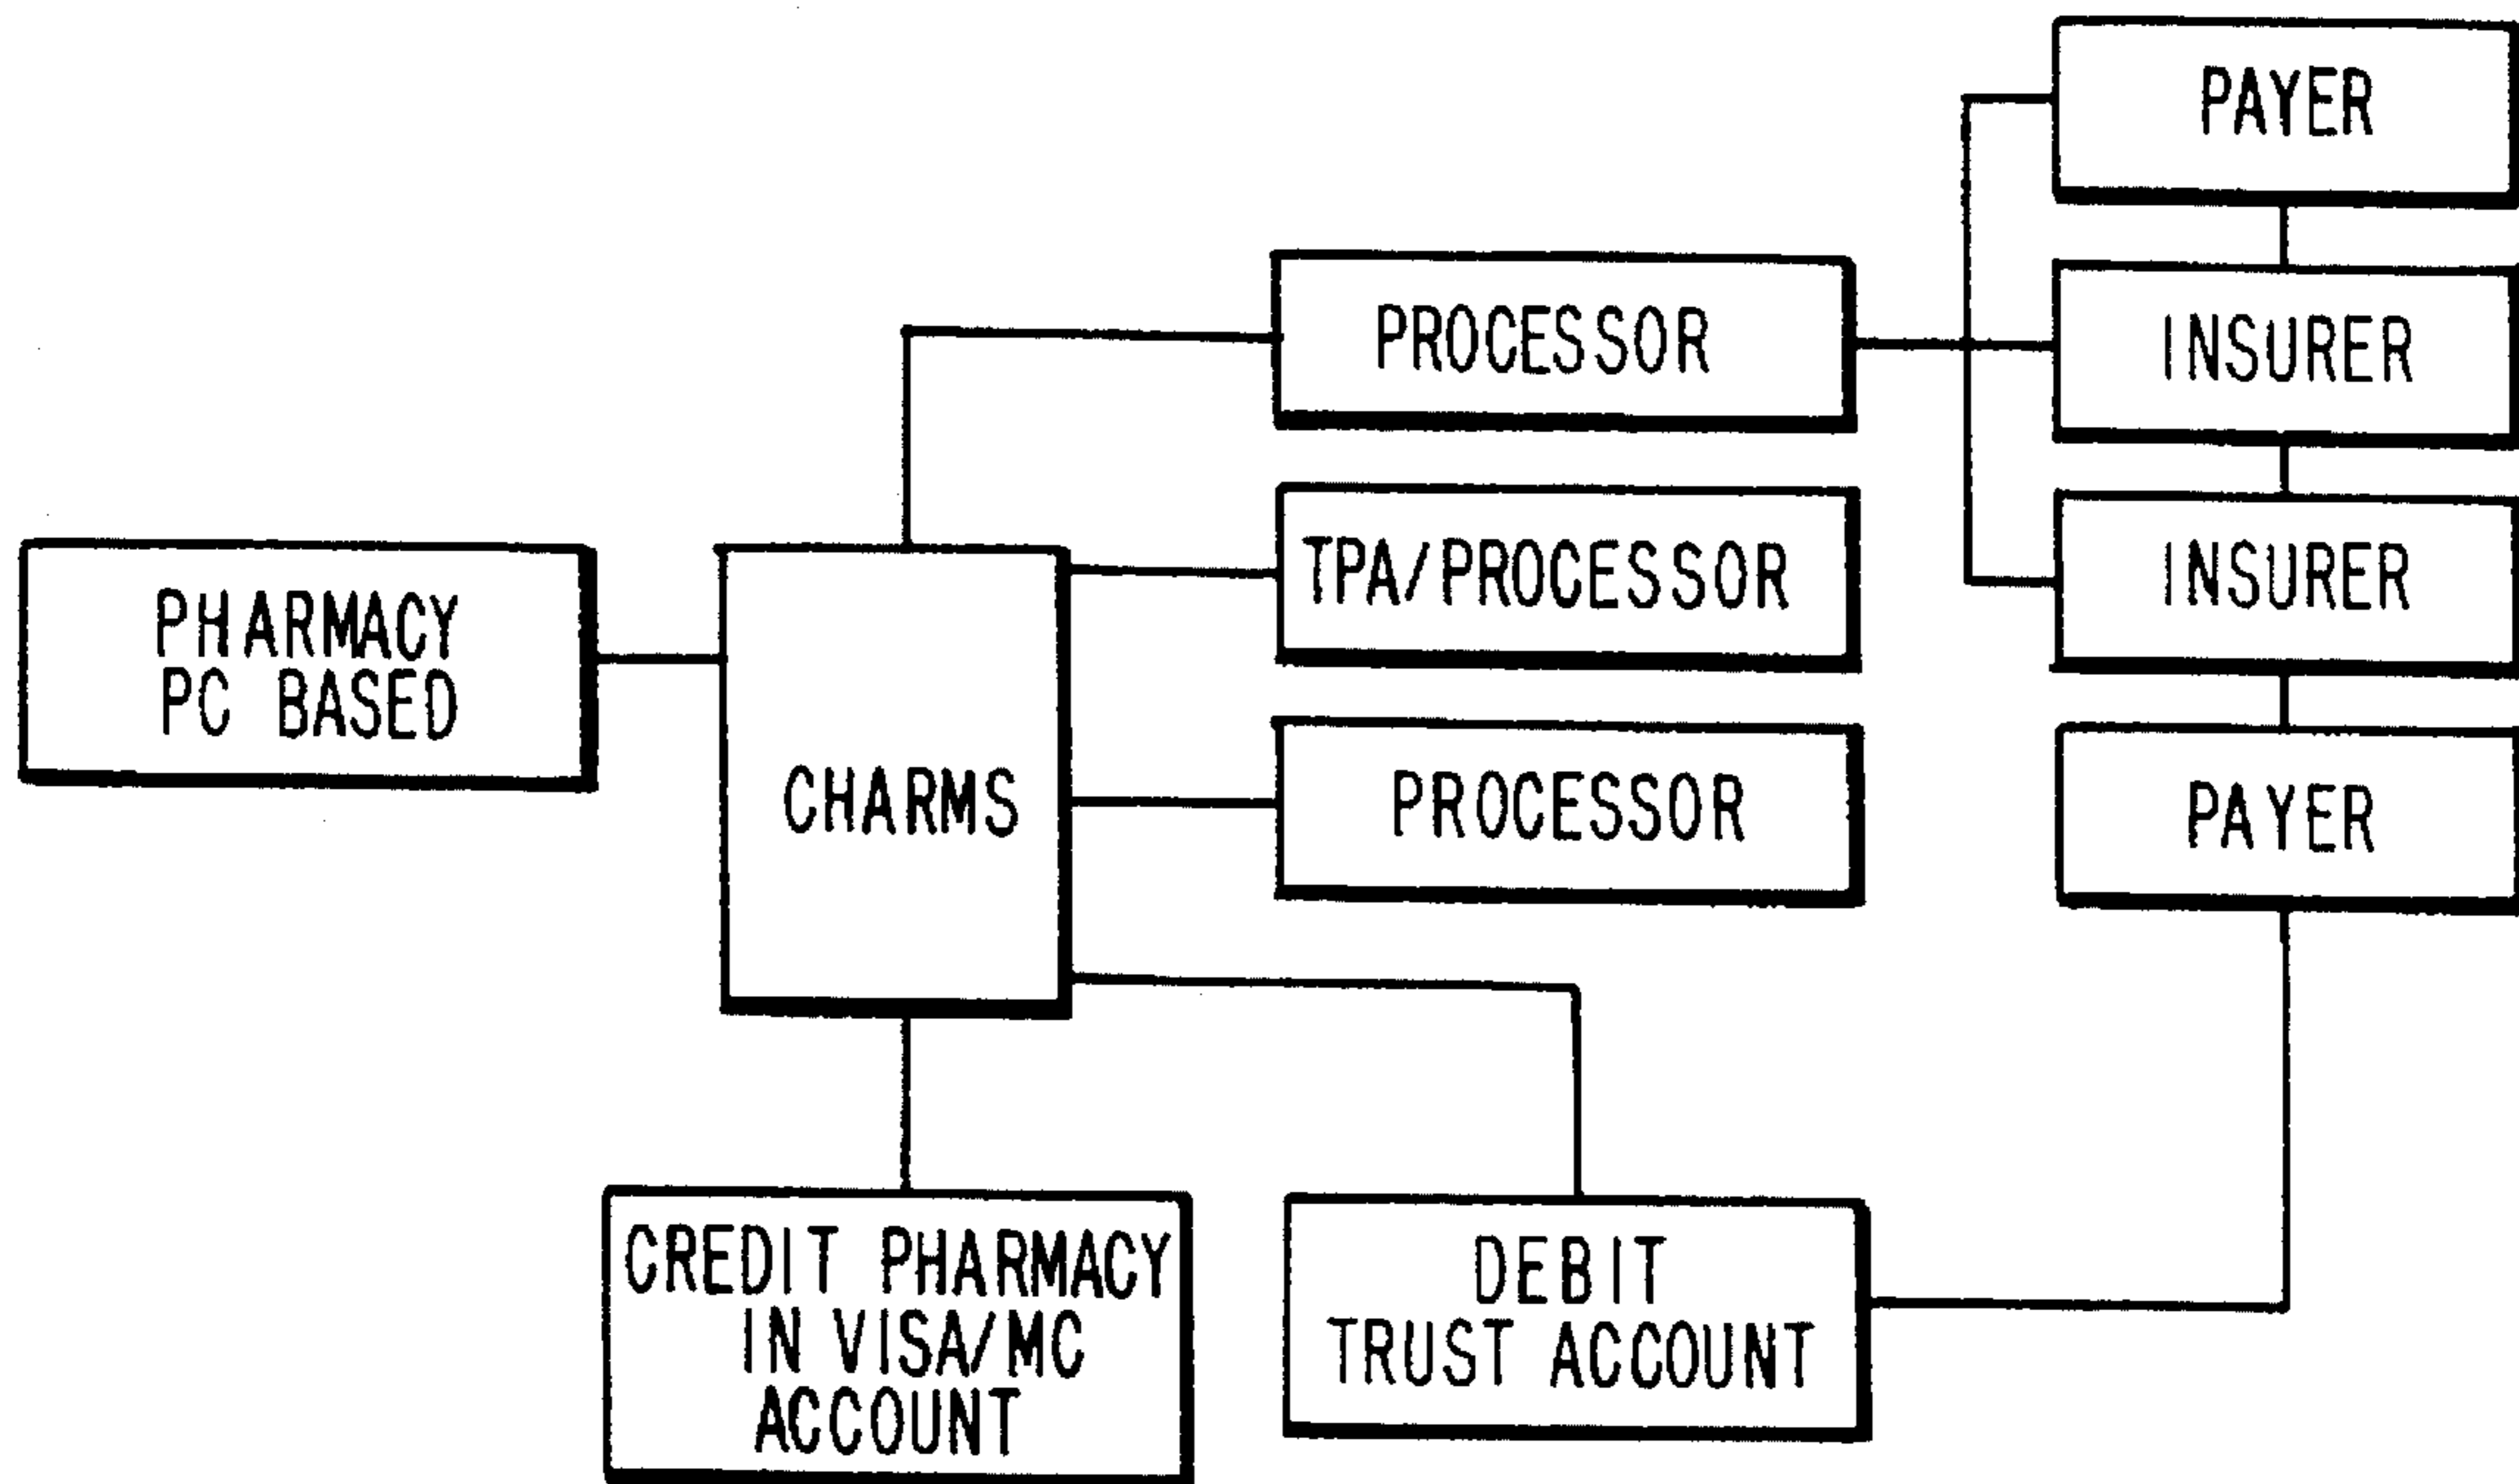 PAYER
PROCESSOR
INSURER
TPA/PROCESSOR
INSURER
PHARMACY
PC BASED
CHARMS
PROCESSOR
PAYER
CREDIT PHARMACY
IN VISA/MC
ACCOUNT
DEBIT
TRUST ACCOUNT